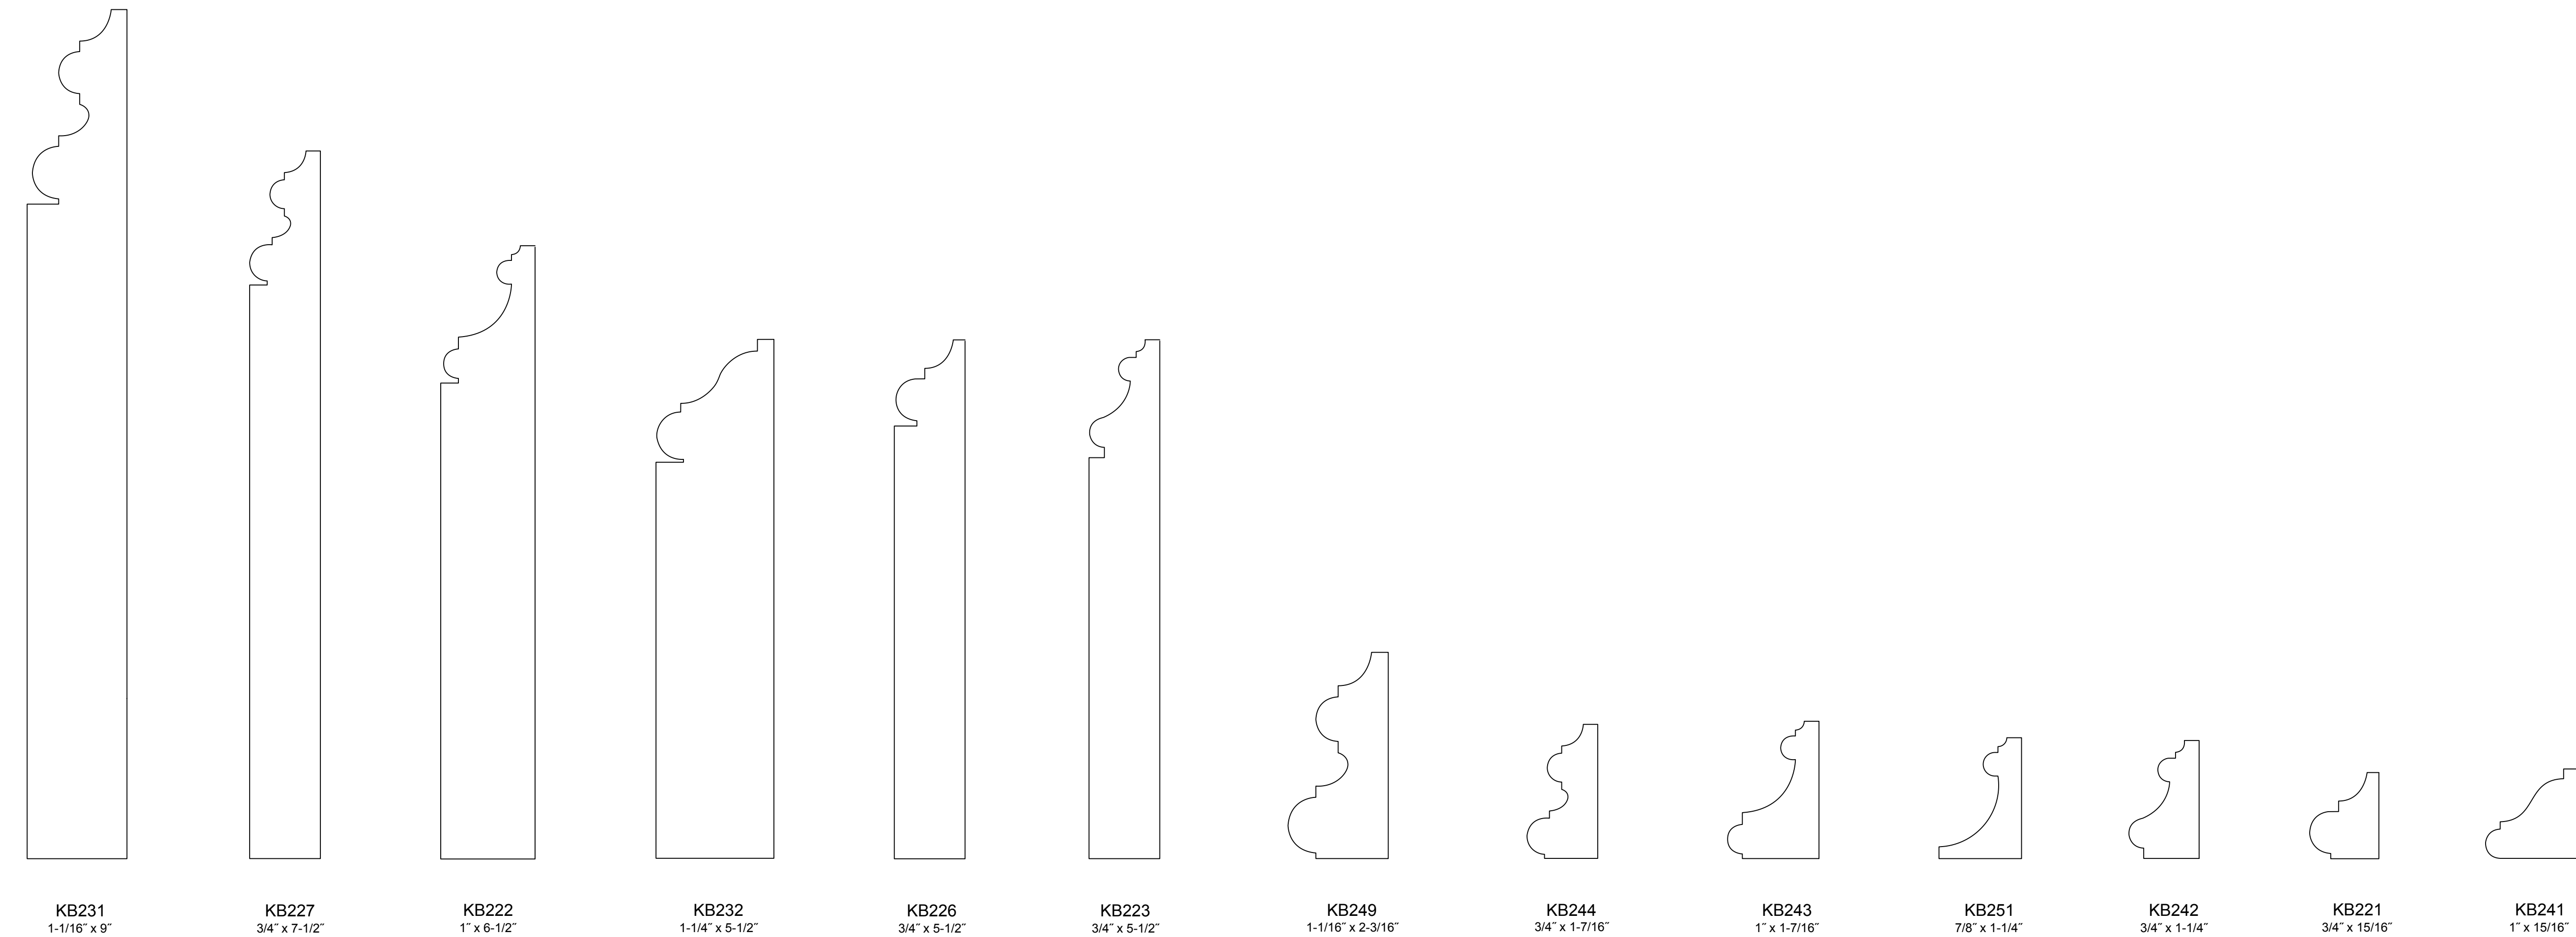 KB231
1-1/16˝ x 9˝
KB227
3/4˝ x 7-1/2˝
KB222
1˝ x 6-1/2˝
KB232
1-1/4˝ x 5-1/2˝
KB226
3/4˝ x 5-1/2˝
KB223
3/4˝ x 5-1/2˝
KB249
1-1/16˝ x 2-3/16˝
KB244
3/4˝ x 1-7/16˝
KB243
1˝ x 1-7/16˝
KB251
7/8˝ x 1-1/4˝
KB242
3/4˝ x 1-1/4˝
KB221
3/4˝ x 15/16˝
KB241
1˝ x 15/16˝